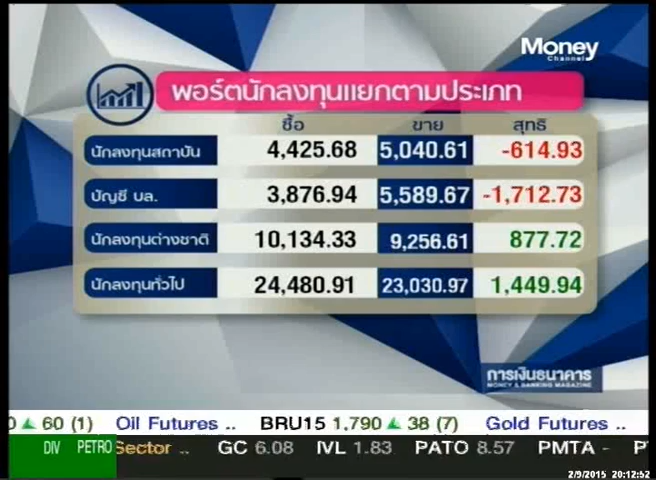 Money
Channel
พอร์ตนักลงทุนแยกตามประเภท
ซื้อ ขาย สุทธิ
นักลงทุนสถาบัน 4,425.68 5,040.61 -614.93
บัญชี บล. 3,876.94 5,589.67 -1,712.73
นักลงทุนต่างชาติ 10,134.33 9,256.61 877.72
นักลงทุนทั่วไป 24,480.91 23,030.97 1,449.94
การเงินธนาคาร
MONEY & BANKING MAGAZINE
0 ▲ 60 (1) Oil Futures .. BRU15 1,790 ▲ 38 (7) Gold Futures ..
DIV PETRO Sector .. GC 6.08 IVL 1.83 PATO 8.57 PMTA - PT
2/9/2015 20:12:52